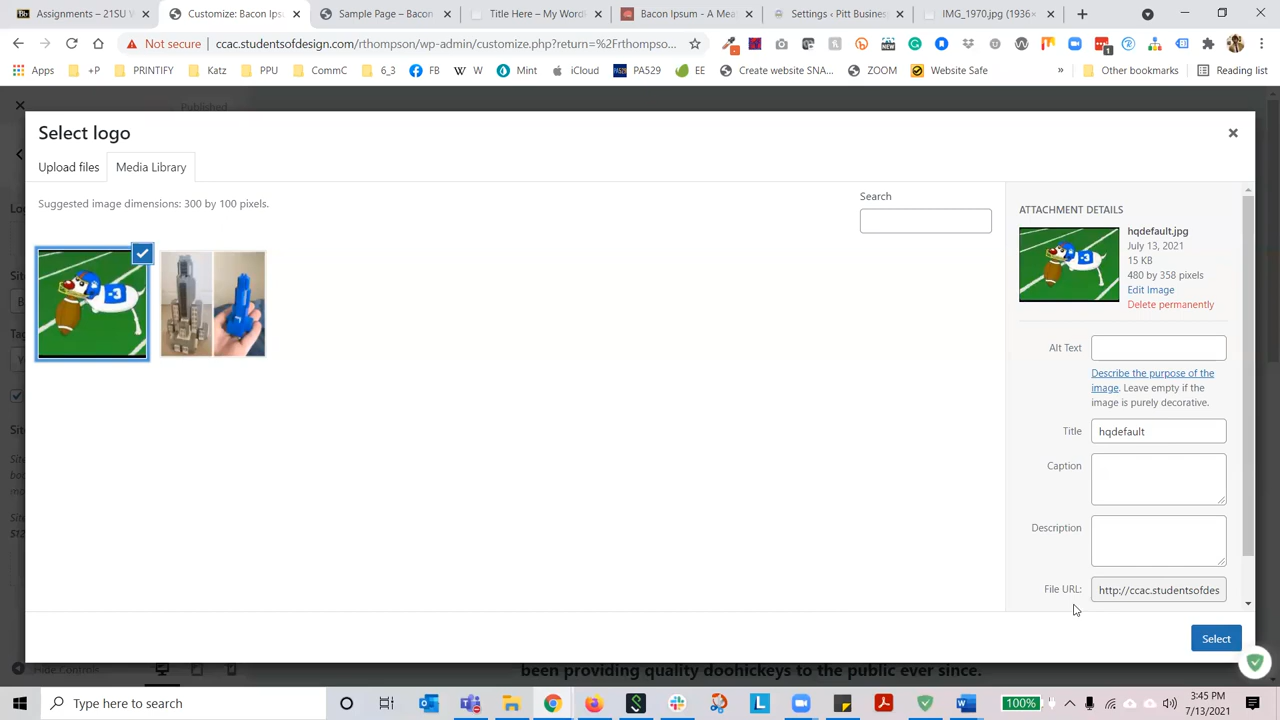 Assignments – 21SU W
Customize: Bacon Ipsum
Sample Page – Bacon
Title Here – My Word
Bacon Ipsum - A Mea
Settings ‹ Pitt Business
IMG_1970.jpg (1936×
Not secure
ccac.studentsofdesign.com/rthompson/wp-admin/customize.php?return=%2Frthompso...
Apps
+P
PRINTIFY
Katz
PPU
CommC
6_3
FB
W
Mint
iCloud
PA529
EE
Create website SNA...
ZOOM
Website Safe
»
Other bookmarks
Reading list
Published
Select logo
Upload files
Media Library
Suggested image dimensions: 300 by 100 pixels.
Search
ATTACHMENT DETAILS
hqdefault.jpg
July 13, 2021
15 KB
480 by 358 pixels
Edit Image
Delete permanently
Alt Text
Describe the purpose of the
image. Leave empty if the
image is purely decorative.
Title
hqdefault
Caption
Description
File URL:
http://ccac.studentsofdes
Select
Hide Controls
been providing quality doohickeys to the public ever since.
Type here to search
100%
3:45 PM
7/13/2021